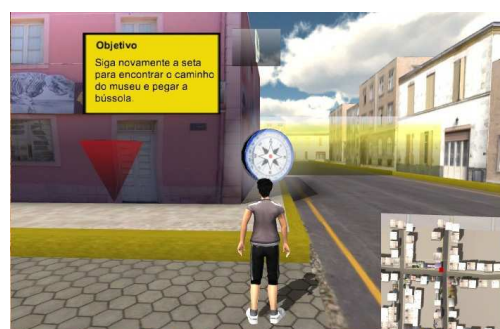 Objetivo
Siga novamente a seta
para encontrar o caminho
do museu e pegar a
bússola.